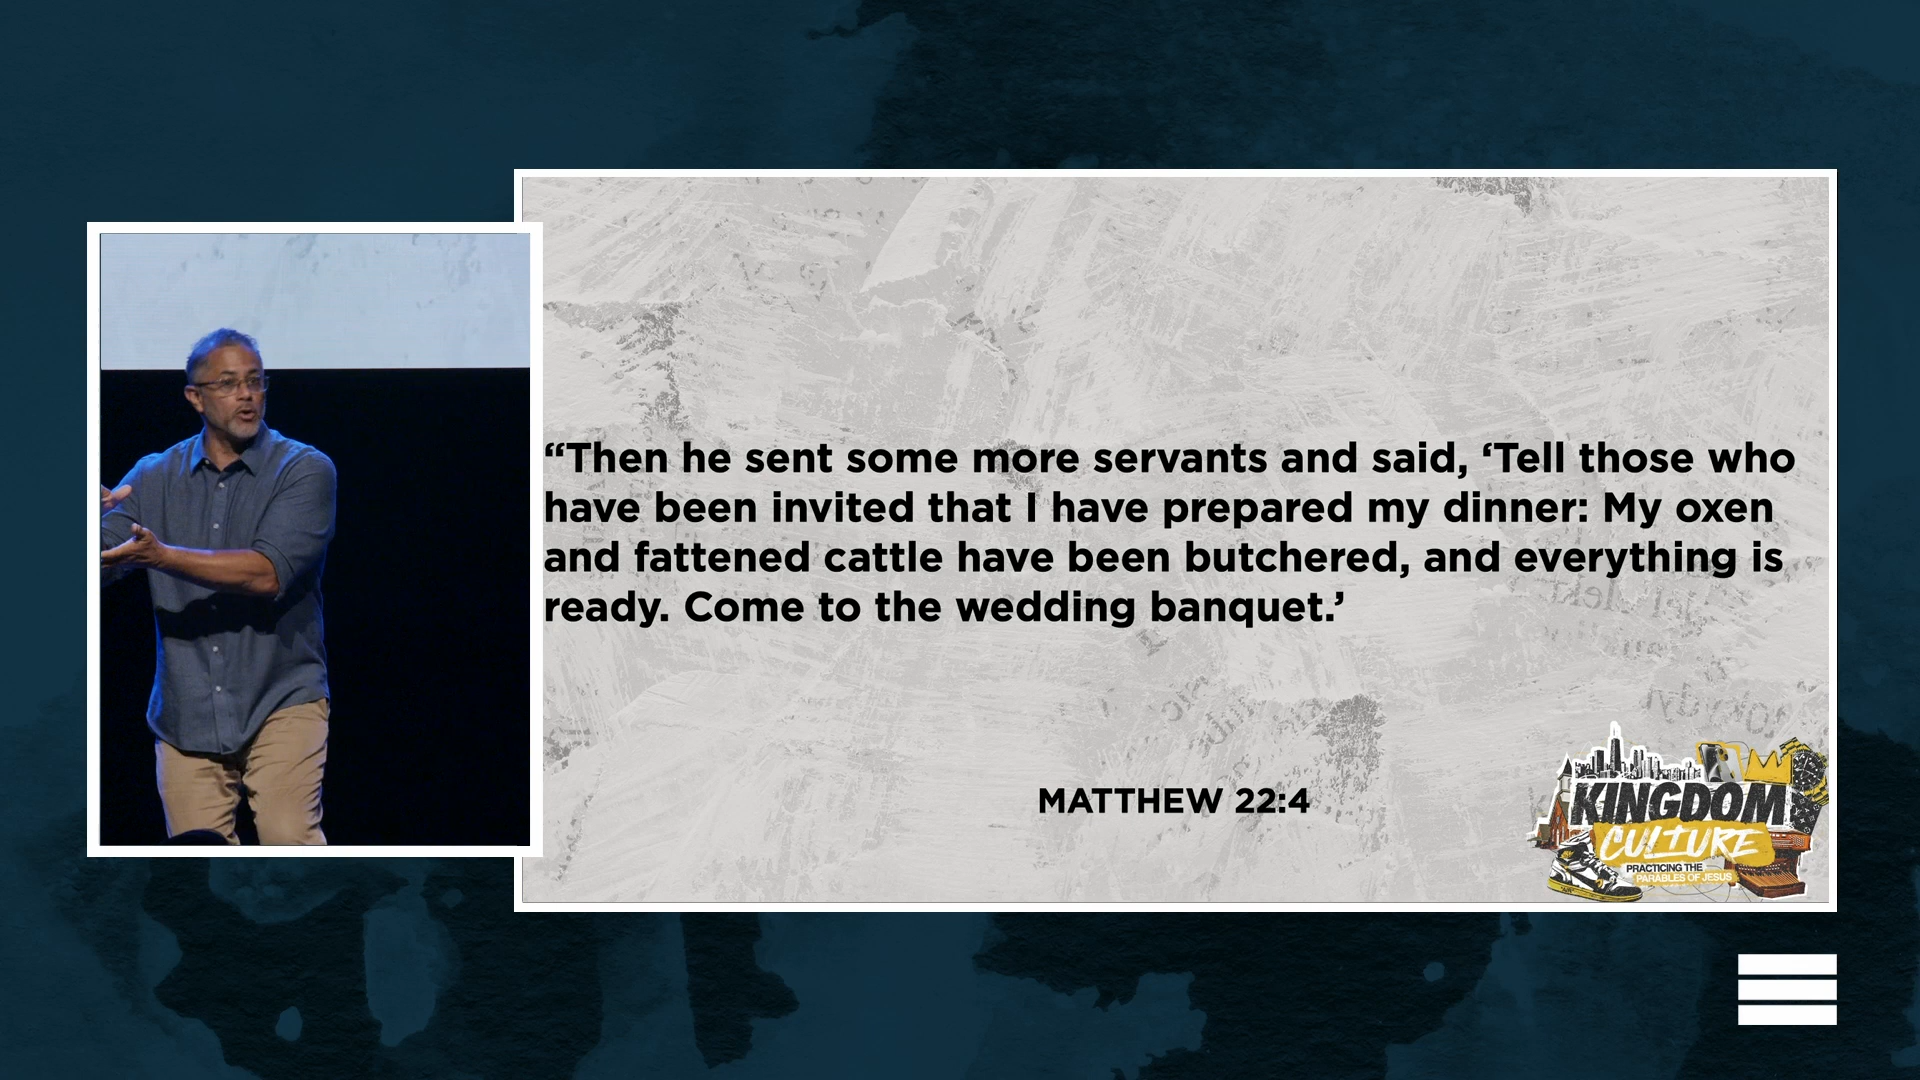 “Then he sent some more servants and said, ‘Tell those who
have been invited that I have prepared my dinner: My oxen
and fattened cattle have been butchered, and everything is
ready. Come to the wedding banquet.’
MATTHEW 22:4
KINGDOM
CULTURE
PRACTICING THE
PARABLES OF JESUS